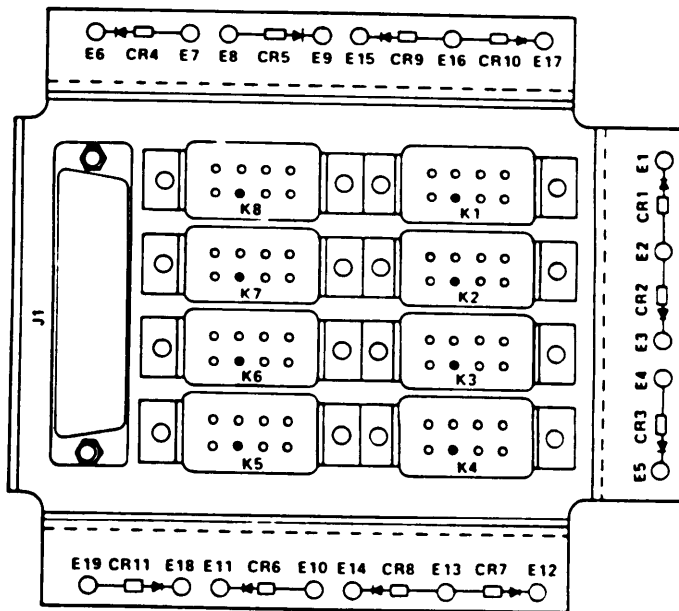 E6 CR4 E7 E8 CR5 E9 E15 CR9 E16 CR10 E17
E1
CR1
E2
CR2
E3
E4
CR3
E5
J1
K8 K1
K7 K2
K6 K3
K5 K4
E19 CR11 E18 E11 CR6 E10 E14 CR8 E13 CR7 E12